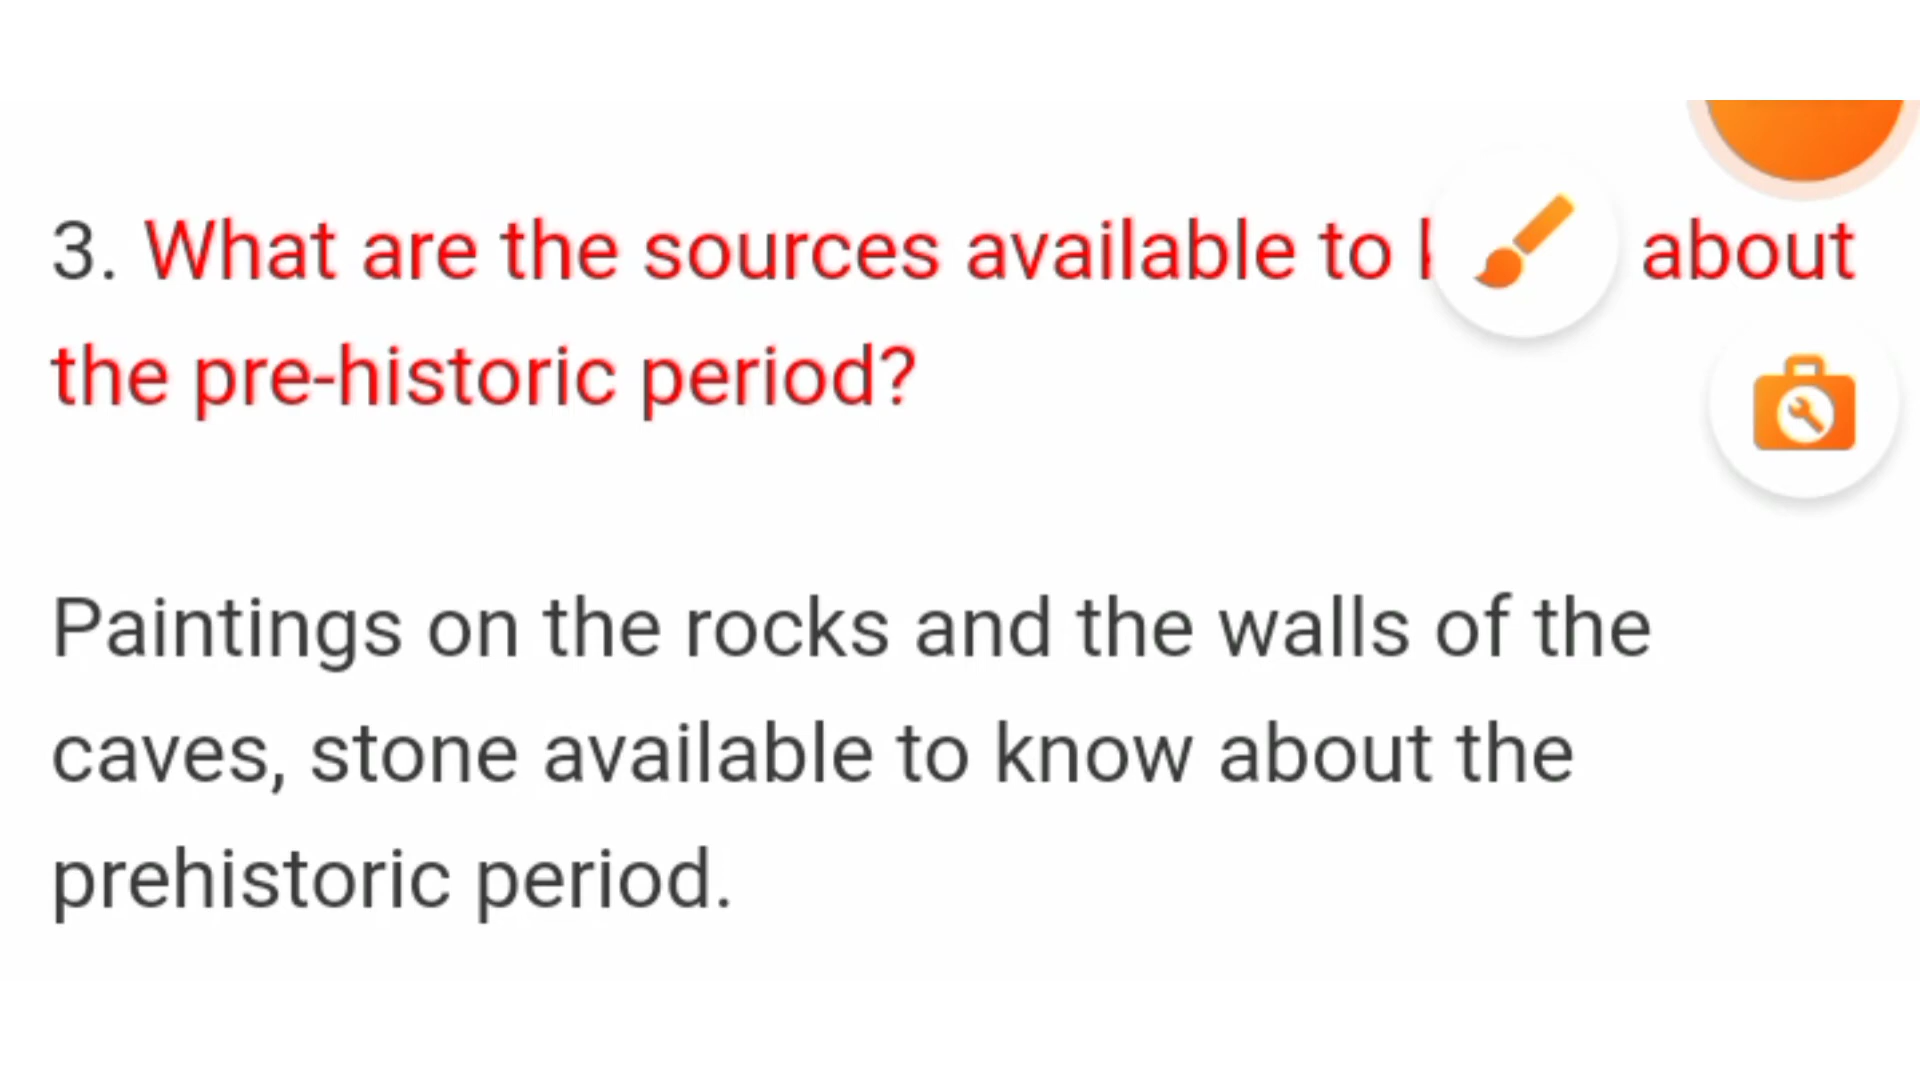 3. What are the sources available to about
the pre-historic period?
Paintings on the rocks and the walls of the
caves, stone available to know about the
prehistoric period.